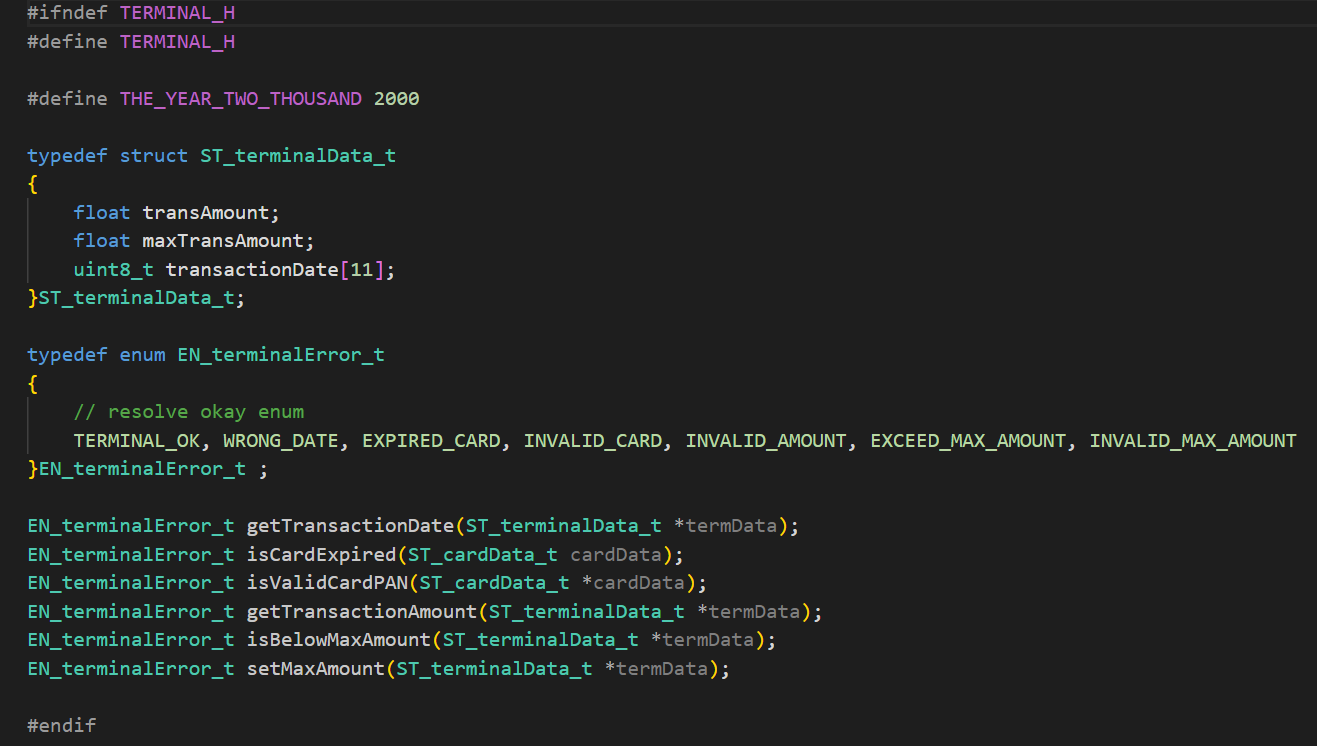 #ifndef TERMINAL_H
#define TERMINAL_H
#define THE_YEAR_TWO_THOUSAND 2000
typedef struct ST_terminalData_t
{
float transAmount;
float maxTransAmount;
uint8_t transactionDate[11];
}ST_terminalData_t;
typedef enum EN_terminalError_t
{
// resolve okay enum
TERMINAL_OK, WRONG_DATE, EXPIRED_CARD, INVALID_CARD, INVALID_AMOUNT, EXCEED_MAX_AMOUNT, INVALID_MAX_AMOUNT
}EN_terminalError_t ;
EN_terminalError_t getTransactionDate(ST_terminalData_t *termData);
EN_terminalError_t isCardExpired(ST_cardData_t cardData);
EN_terminalError_t isValidCardPAN(ST_cardData_t *cardData);
EN_terminalError_t getTransactionAmount(ST_terminalData_t *termData);
EN_terminalError_t isBelowMaxAmount(ST_terminalData_t *termData);
EN_terminalError_t setMaxAmount(ST_terminalData_t *termData);
#endif